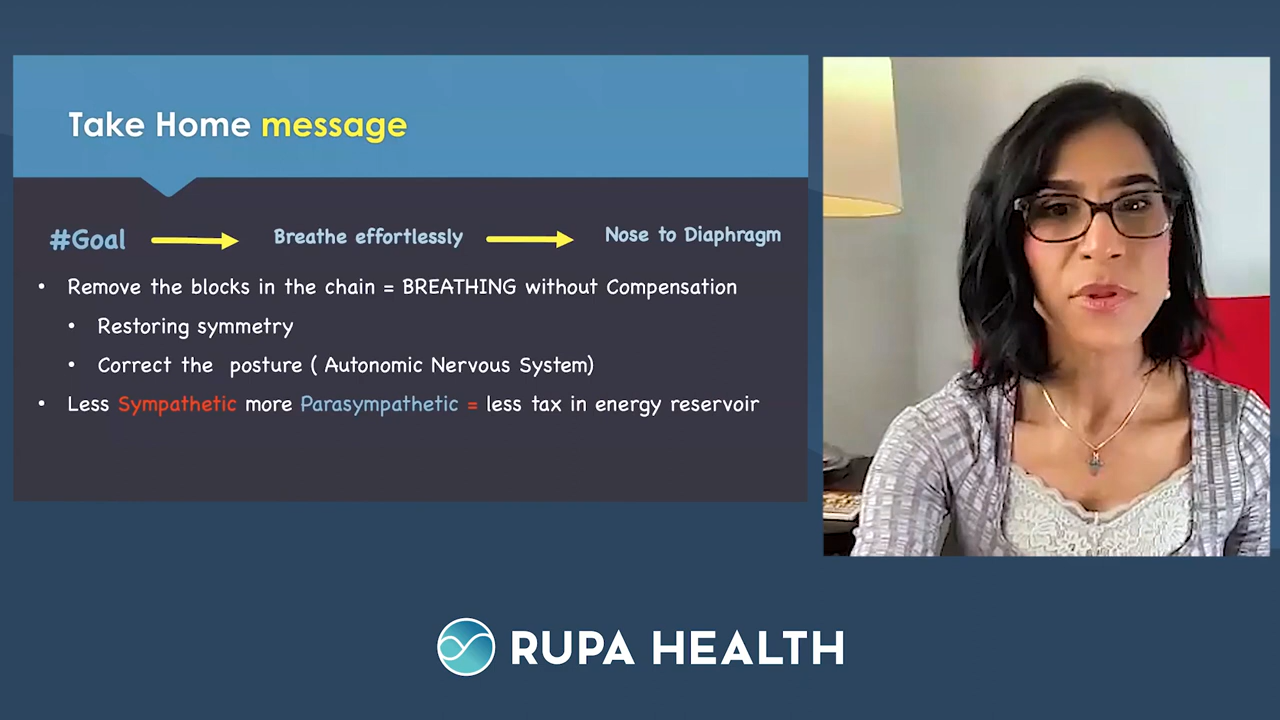 Take Home message
#Goal Breathe effortlessly Nose to Diaphragm
• Remove the blocks in the chain = BREATHING without Compensation
• Restoring symmetry
• Correct the posture ( Autonomic Nervous System)
• Less Sympathetic more Parasympathetic = less tax in energy reservoir
RUPA HEALTH